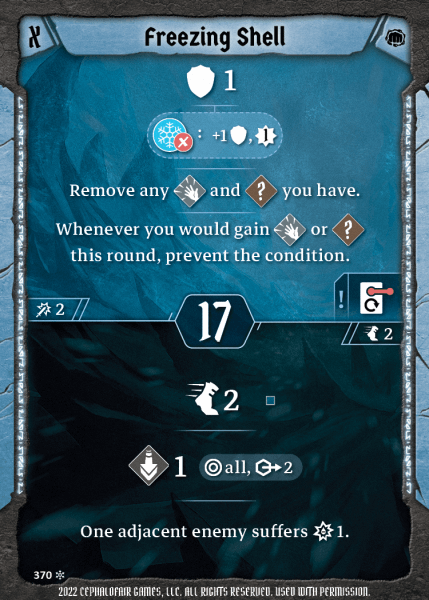 Freezing Shell
1
: +1 , 1
Remove any and you have.
Whenever you would gain or ?
this round, prevent the condition.
2
17
!
2
2
1 all, 2
One adjacent enemy suffers 1.
370
2022 CEPHALOFAIR GAMES, LLC. ALL RIGHTS RESERVED. USED WITH PERMISSION.